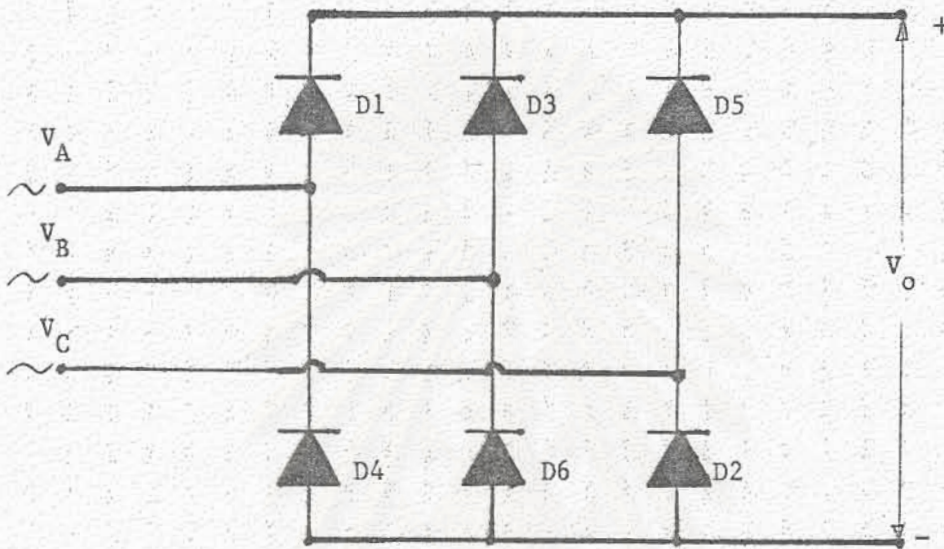 +
D1 D3 D5
V_A
~
V_B
~
V_o
V_C
~
D4 D6 D2
-